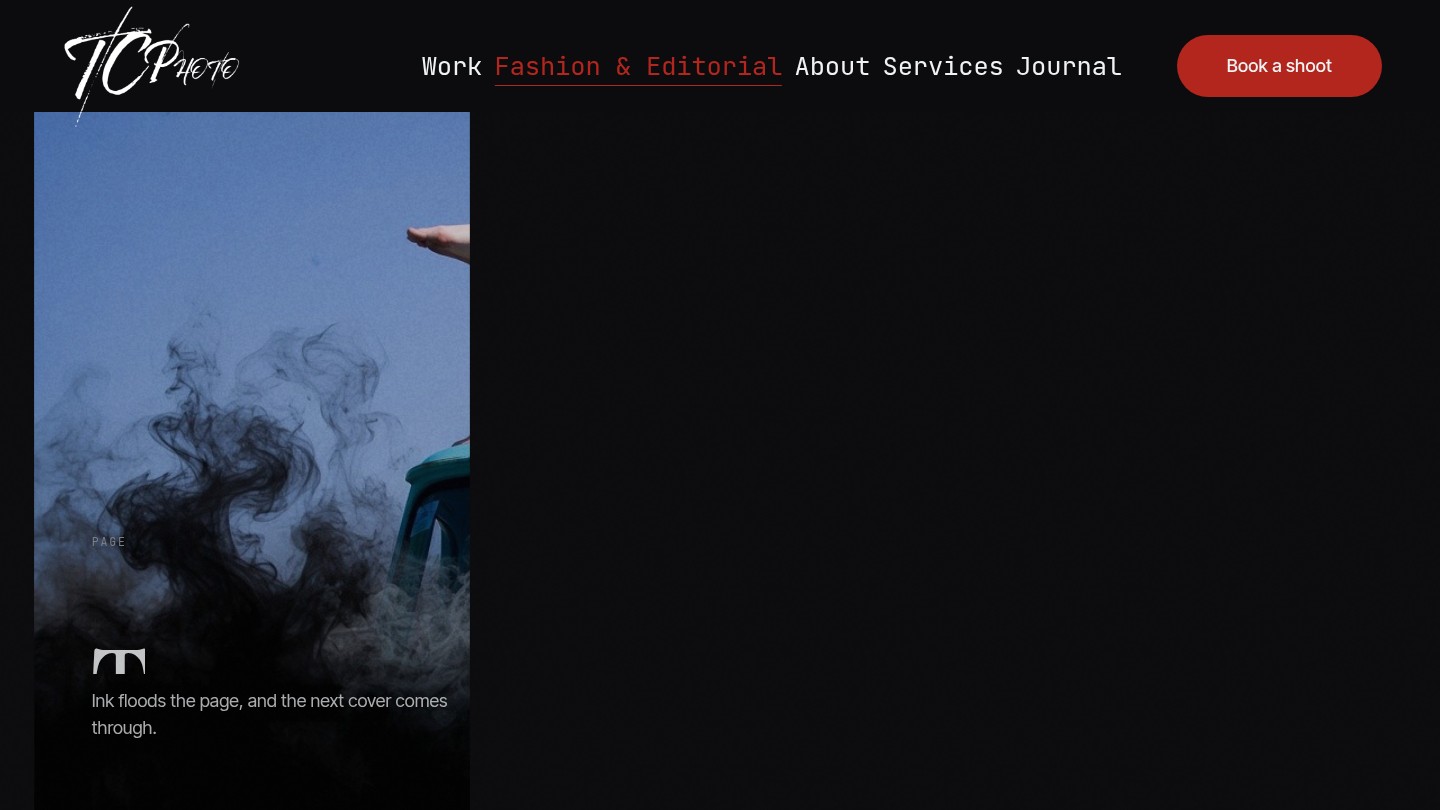 TCPHOTO
Work Fashion & Editorial About Services Journal
Book a shoot
PAGE
T
Ink floods the page, and the next cover comes
through.